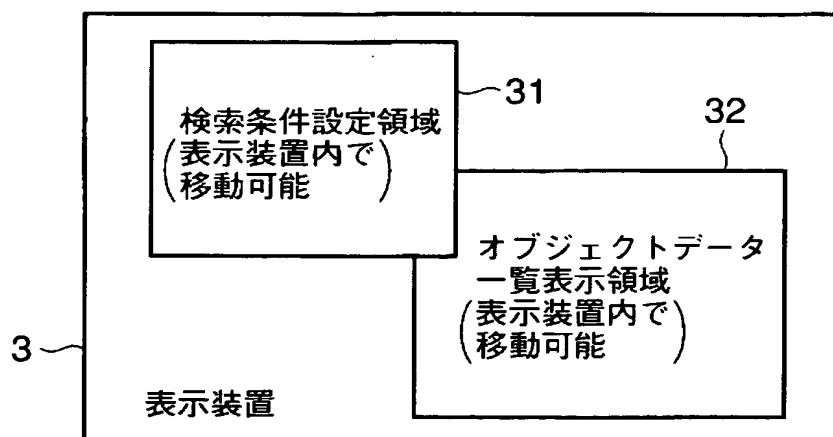 31
検索条件設定領域
(表示装置内で
移動可能)
32
オブジェクトデータ
一覧表示領域
(表示装置内で
移動可能)
3
表示装置